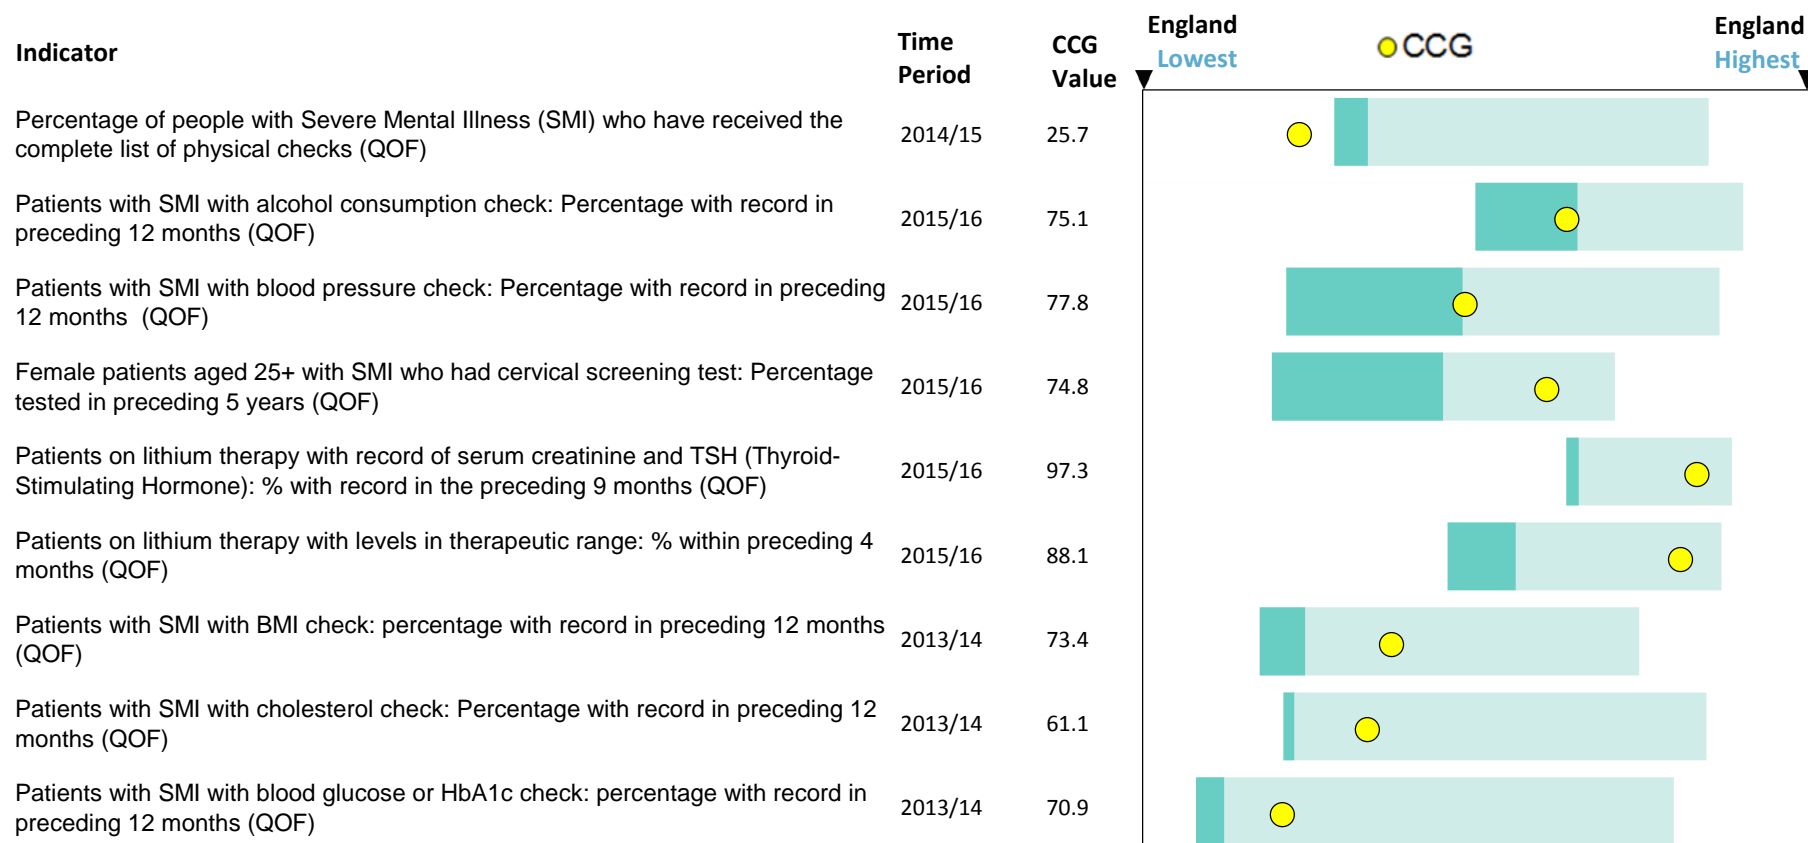 Indicator
Time Period
CCG Value
England Lowest
CCG
England Highest
Percentage of people with Severe Mental Illness (SMI) who have received the
complete list of physical checks (QOF)
2014/15
25.7
Patients with SMI with alcohol consumption check: Percentage with record in
preceding 12 months (QOF)
2015/16
75.1
Patients with SMI with blood pressure check: Percentage with record in preceding
12 months (QOF)
2015/16
77.8
Female patients aged 25+ with SMI who had cervical screening test: Percentage
tested in preceding 5 years (QOF)
2015/16
74.8
Patients on lithium therapy with record of serum creatinine and TSH (Thyroid-
Stimulating Hormone): % with record in the preceding 9 months (QOF)
2015/16
97.3
Patients on lithium therapy with levels in therapeutic range: % within preceding 4
months (QOF)
2015/16
88.1
Patients with SMI with BMI check: percentage with record in preceding 12 months
(QOF)
2013/14
73.4
Patients with SMI with cholesterol check: Percentage with record in preceding 12
months (QOF)
2013/14
61.1
Patients with SMI with blood glucose or HbA1c check: percentage with record in
preceding 12 months (QOF)
2013/14
70.9